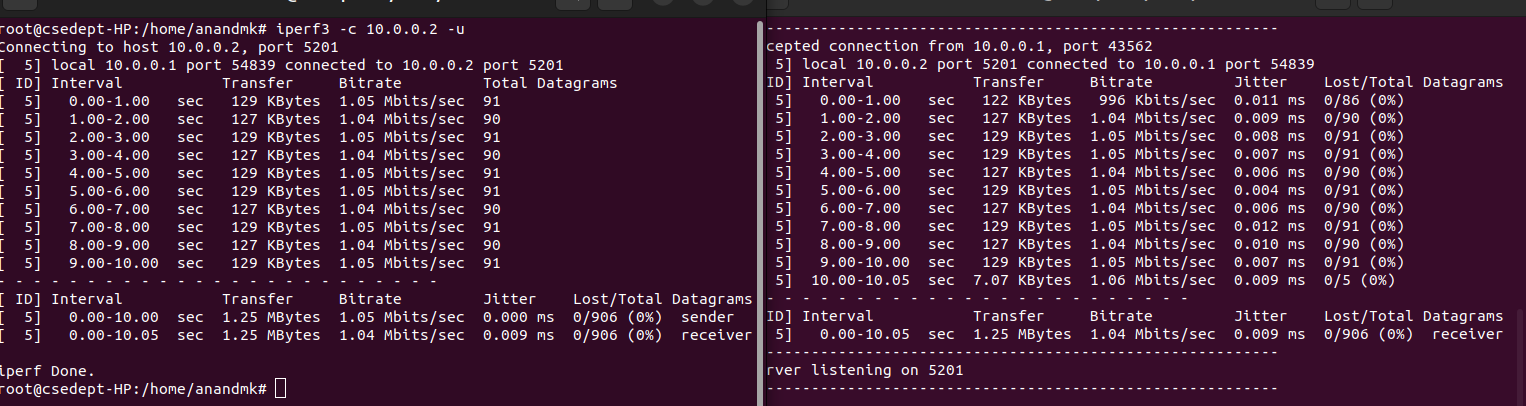 root@csedept-HP:/home/anandmk# iperf3 -c 10.0.0.2 -u
Connecting to host 10.0.0.2, port 5201
[  5] local 10.0.0.1 port 54839 connected to 10.0.0.2 port 5201
[ ID] Interval           Transfer     Bitrate         Total Datagrams
[  5]   0.00-1.00   sec   129 KBytes  1.05 Mbits/sec  91
[  5]   1.00-2.00   sec   127 KBytes  1.04 Mbits/sec  90
[  5]   2.00-3.00   sec   129 KBytes  1.05 Mbits/sec  91
[  5]   3.00-4.00   sec   127 KBytes  1.04 Mbits/sec  90
[  5]   4.00-5.00   sec   129 KBytes  1.05 Mbits/sec  91
[  5]   5.00-6.00   sec   129 KBytes  1.05 Mbits/sec  91
[  5]   6.00-7.00   sec   127 KBytes  1.04 Mbits/sec  90
[  5]   7.00-8.00   sec   129 KBytes  1.05 Mbits/sec  91
[  5]   8.00-9.00   sec   127 KBytes  1.04 Mbits/sec  90
[  5]   9.00-10.00  sec   129 KBytes  1.05 Mbits/sec  91
- - - - - - - - - - - - - - - - - - - - - - - - -
[ ID] Interval           Transfer     Bitrate         Jitter    Lost/Total Datagrams
[  5]   0.00-10.00  sec  1.25 MBytes  1.05 Mbits/sec  0.000 ms  0/906 (0%)  sender
[  5]   0.00-10.05  sec  1.25 MBytes  1.04 Mbits/sec  0.009 ms  0/906 (0%)  receiver
iperf Done.
root@csedept-HP:/home/anandmk#
---------------------------------------------------------
cepted connection from 10.0.0.1, port 43562
5] local 10.0.0.2 port 5201 connected to 10.0.0.1 port 54839
ID] Interval           Transfer     Bitrate         Jitter    Lost/Total Datagrams
5]   0.00-1.00   sec   122 KBytes   996 Kbits/sec  0.011 ms  0/86 (0%)
5]   1.00-2.00   sec   127 KBytes  1.04 Mbits/sec  0.009 ms  0/90 (0%)
5]   2.00-3.00   sec   129 KBytes  1.05 Mbits/sec  0.008 ms  0/91 (0%)
5]   3.00-4.00   sec   129 KBytes  1.05 Mbits/sec  0.007 ms  0/91 (0%)
5]   4.00-5.00   sec   127 KBytes  1.04 Mbits/sec  0.006 ms  0/90 (0%)
5]   5.00-6.00   sec   129 KBytes  1.05 Mbits/sec  0.004 ms  0/91 (0%)
5]   6.00-7.00   sec   127 KBytes  1.04 Mbits/sec  0.006 ms  0/90 (0%)
5]   7.00-8.00   sec   129 KBytes  1.05 Mbits/sec  0.012 ms  0/91 (0%)
5]   8.00-9.00   sec   127 KBytes  1.04 Mbits/sec  0.010 ms  0/90 (0%)
5]   9.00-10.00  sec   129 KBytes  1.05 Mbits/sec  0.007 ms  0/91 (0%)
5]  10.00-10.05  sec  7.07 KBytes  1.06 Mbits/sec  0.009 ms  0/5 (0%)
- - - - - - - - - - - - - - - - - - - - - - - -
ID] Interval           Transfer     Bitrate         Jitter    Lost/Total Datagrams
5]   0.00-10.05  sec  1.25 MBytes  1.04 Mbits/sec  0.009 ms  0/906 (0%)  receiver
---------------------------------------------------------
rver listening on 5201
---------------------------------------------------------